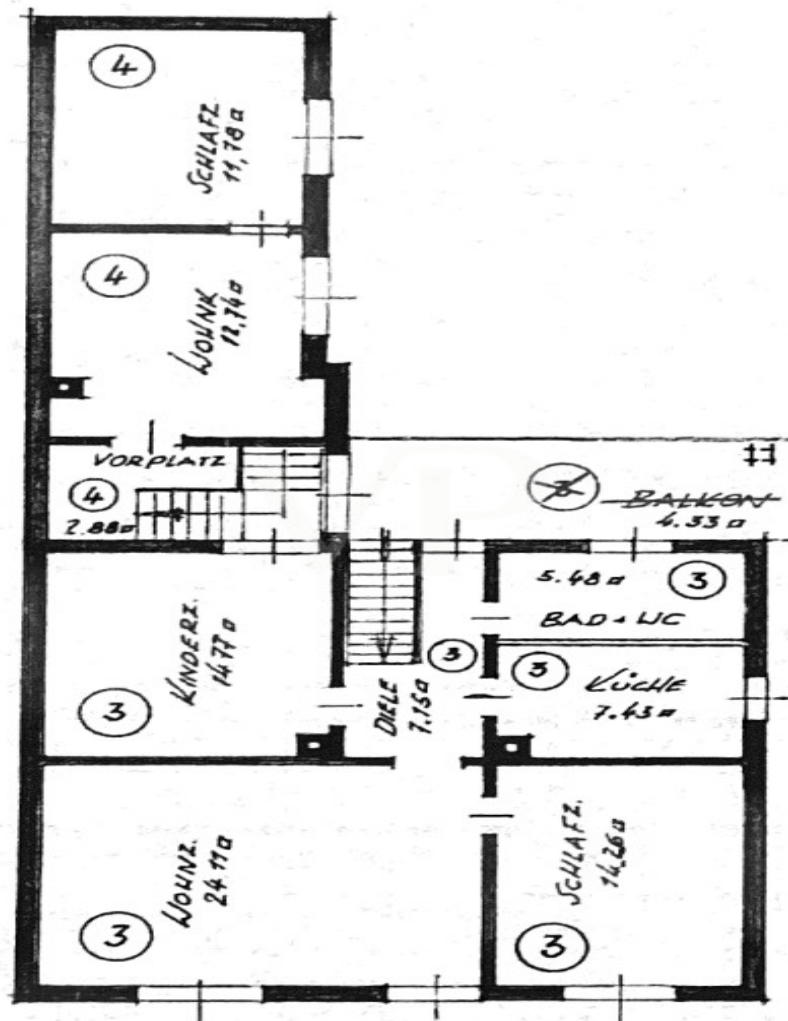 4
SCHLAFZ.
11,78 ¤
4
WOHNK
12,74 ¤
VORPLATZ
4
2.88 ¤
3
BALKON
4.33 ¤
5.48 ¤
3
BAD + WC
KINDERZ.
14.77 ¤
3
3
DIELE
7.15 ¤
3
KÜCHE
7.43 ¤
WOHNZ.
24.11 ¤
3
SCHLAFZ.
14.26 ¤
3